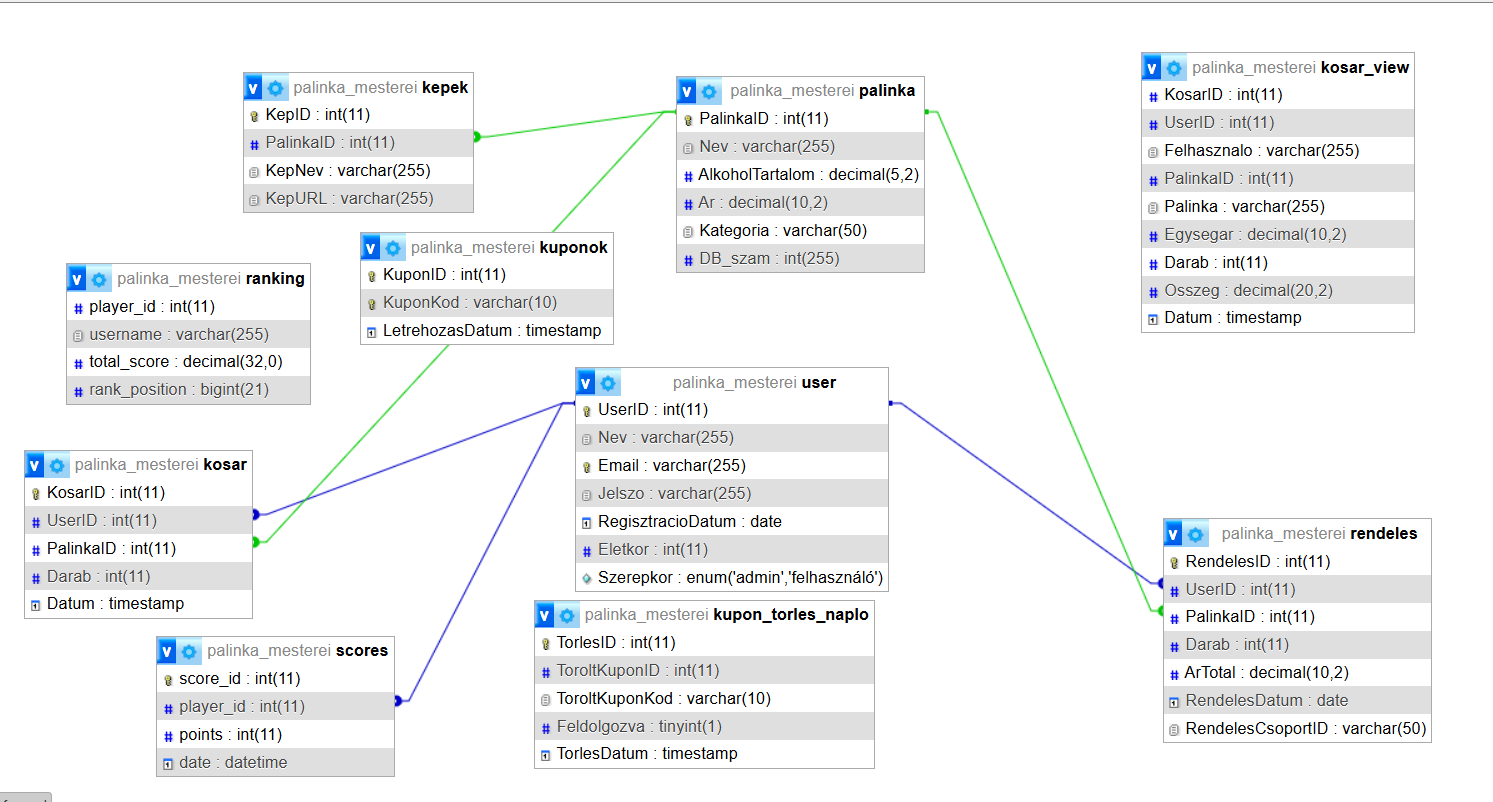 palinka_mesterei kepek
KepID : int(11)
PalinkaID : int(11)
KepNev : varchar(255)
KepURL : varchar(255)
palinka_mesterei palinka
PalinkaID : int(11)
Nev : varchar(255)
AlkoholTartalom : decimal(5,2)
Ar : decimal(10,2)
Kategoria : varchar(50)
DB_szam : int(255)
palinka_mesterei kosar_view
KosarID : int(11)
UserID : int(11)
Felhasznalo : varchar(255)
PalinkaID : int(11)
Palinka : varchar(255)
Egysegar : decimal(10,2)
Darab : int(11)
Osszeg : decimal(20,2)
Datum : timestamp
palinka_mesterei kuponok
KuponID : int(11)
KuponKod : varchar(10)
LetrehozasDatum : timestamp
palinka_mesterei ranking
player_id : int(11)
username : varchar(255)
total_score : decimal(32,0)
rank_position : bigint(21)
palinka_mesterei user
UserID : int(11)
Nev : varchar(255)
Email : varchar(255)
Jelszo : varchar(255)
RegisztracioDatum : date
Eletkor : int(11)
Szerepkor : enum('admin','felhasználó')
palinka_mesterei kosar
KosarID : int(11)
UserID : int(11)
PalinkaID : int(11)
Darab : int(11)
Datum : timestamp
palinka_mesterei rendeles
RendelesID : int(11)
UserID : int(11)
PalinkaID : int(11)
Darab : int(11)
ArTotal : decimal(10,2)
RendelesDatum : date
RendelesCsoportID : varchar(50)
palinka_mesterei kupon_torles_naplo
TorlesID : int(11)
ToroltKuponID : int(11)
ToroltKuponKod : varchar(10)
Feldolgozva : tinyint(1)
TorlesDatum : timestamp
palinka_mesterei scores
score_id : int(11)
player_id : int(11)
points : int(11)
date : datetime